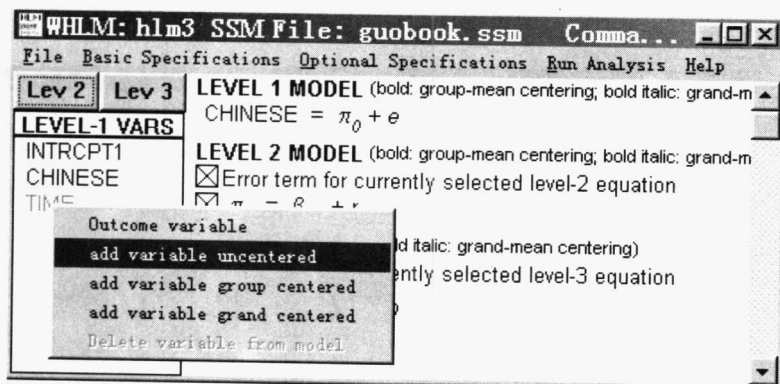 WHLM: hlm3 SSM File: guobook.ssm Comma...
File Basic Specifications Optional Specifications Run Analysis Help
Lev 2 Lev 3
LEVEL-1 VARS
INTRCPT1
CHINESE
TIME
LEVEL 1 MODEL (bold: group-mean centering; bold italic: grand-m
CHINESE = π₀ + e
LEVEL 2 MODEL (bold: group-mean centering; bold italic: grand-m
Error term for currently selected level-2 equation
ld italic: grand-mean centering)
ently selected level-3 equation
Outcome variable
add variable uncentered
add variable group centered
add variable grand centered
Delete variable from model